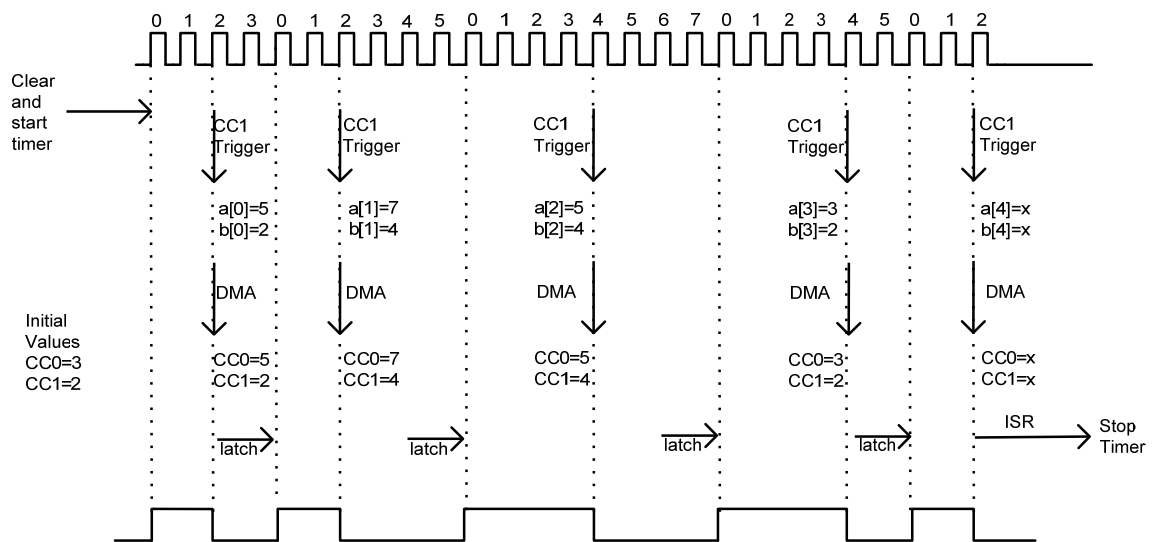 0 1 2 3 0 1 2 3 4 5 0 1 2 3 4 5 6 7 0 1 2 3 4 5 0 1 2
Clear
and
start
timer
CC1
Trigger
CC1
Trigger
CC1
Trigger
CC1
Trigger
CC1
Trigger
a[0]=5
b[0]=2
a[1]=7
b[1]=4
a[2]=5
b[2]=4
a[3]=3
b[3]=2
a[4]=x
b[4]=x
DMA
DMA
DMA
DMA
DMA
Initial
Values
CC0=3
CC1=2
CC0=5
CC1=2
CC0=7
CC1=4
CC0=5
CC1=4
CC0=3
CC1=2
CC0=x
CC1=x
latch
latch
latch
latch
ISR
Stop
Timer